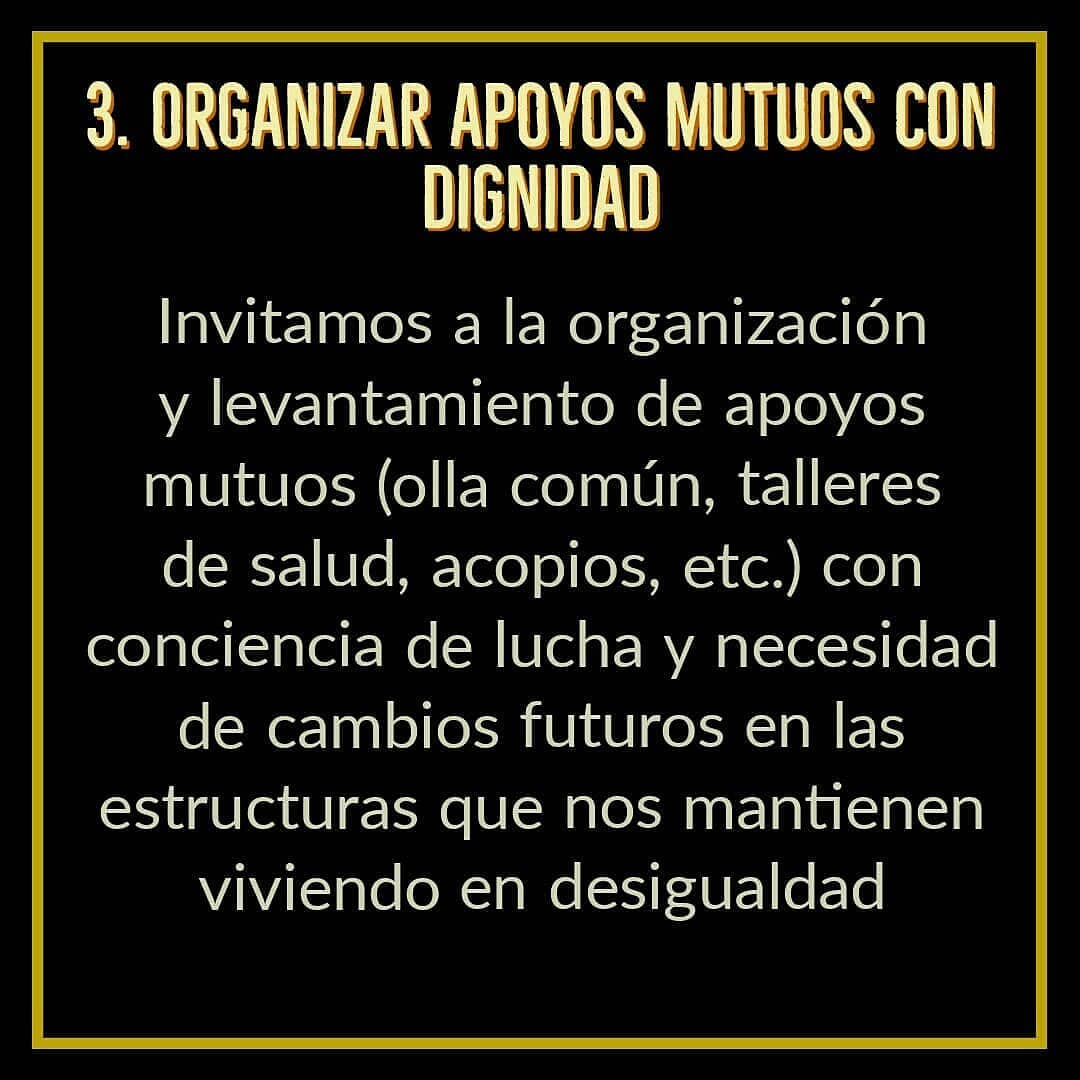 3. ORGANIZAR APOYOS MUTUOS CON
DIGNIDAD
Invitamos a la organización
y levantamiento de apoyos
mutuos (olla común, talleres
de salud, acopios, etc.) con
conciencia de lucha y necesidad
de cambios futuros en las
estructuras que nos mantienen
viviendo en desigualdad